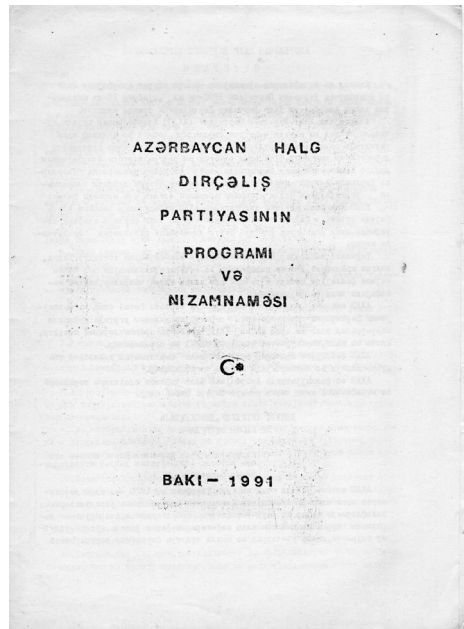 AZƏRBAYCAN HALG
DIRÇƏLIŞ
PARTIYASININ
PROGRAMI
VƏ
NIZAMNAMƏSI
BAKI – 1991